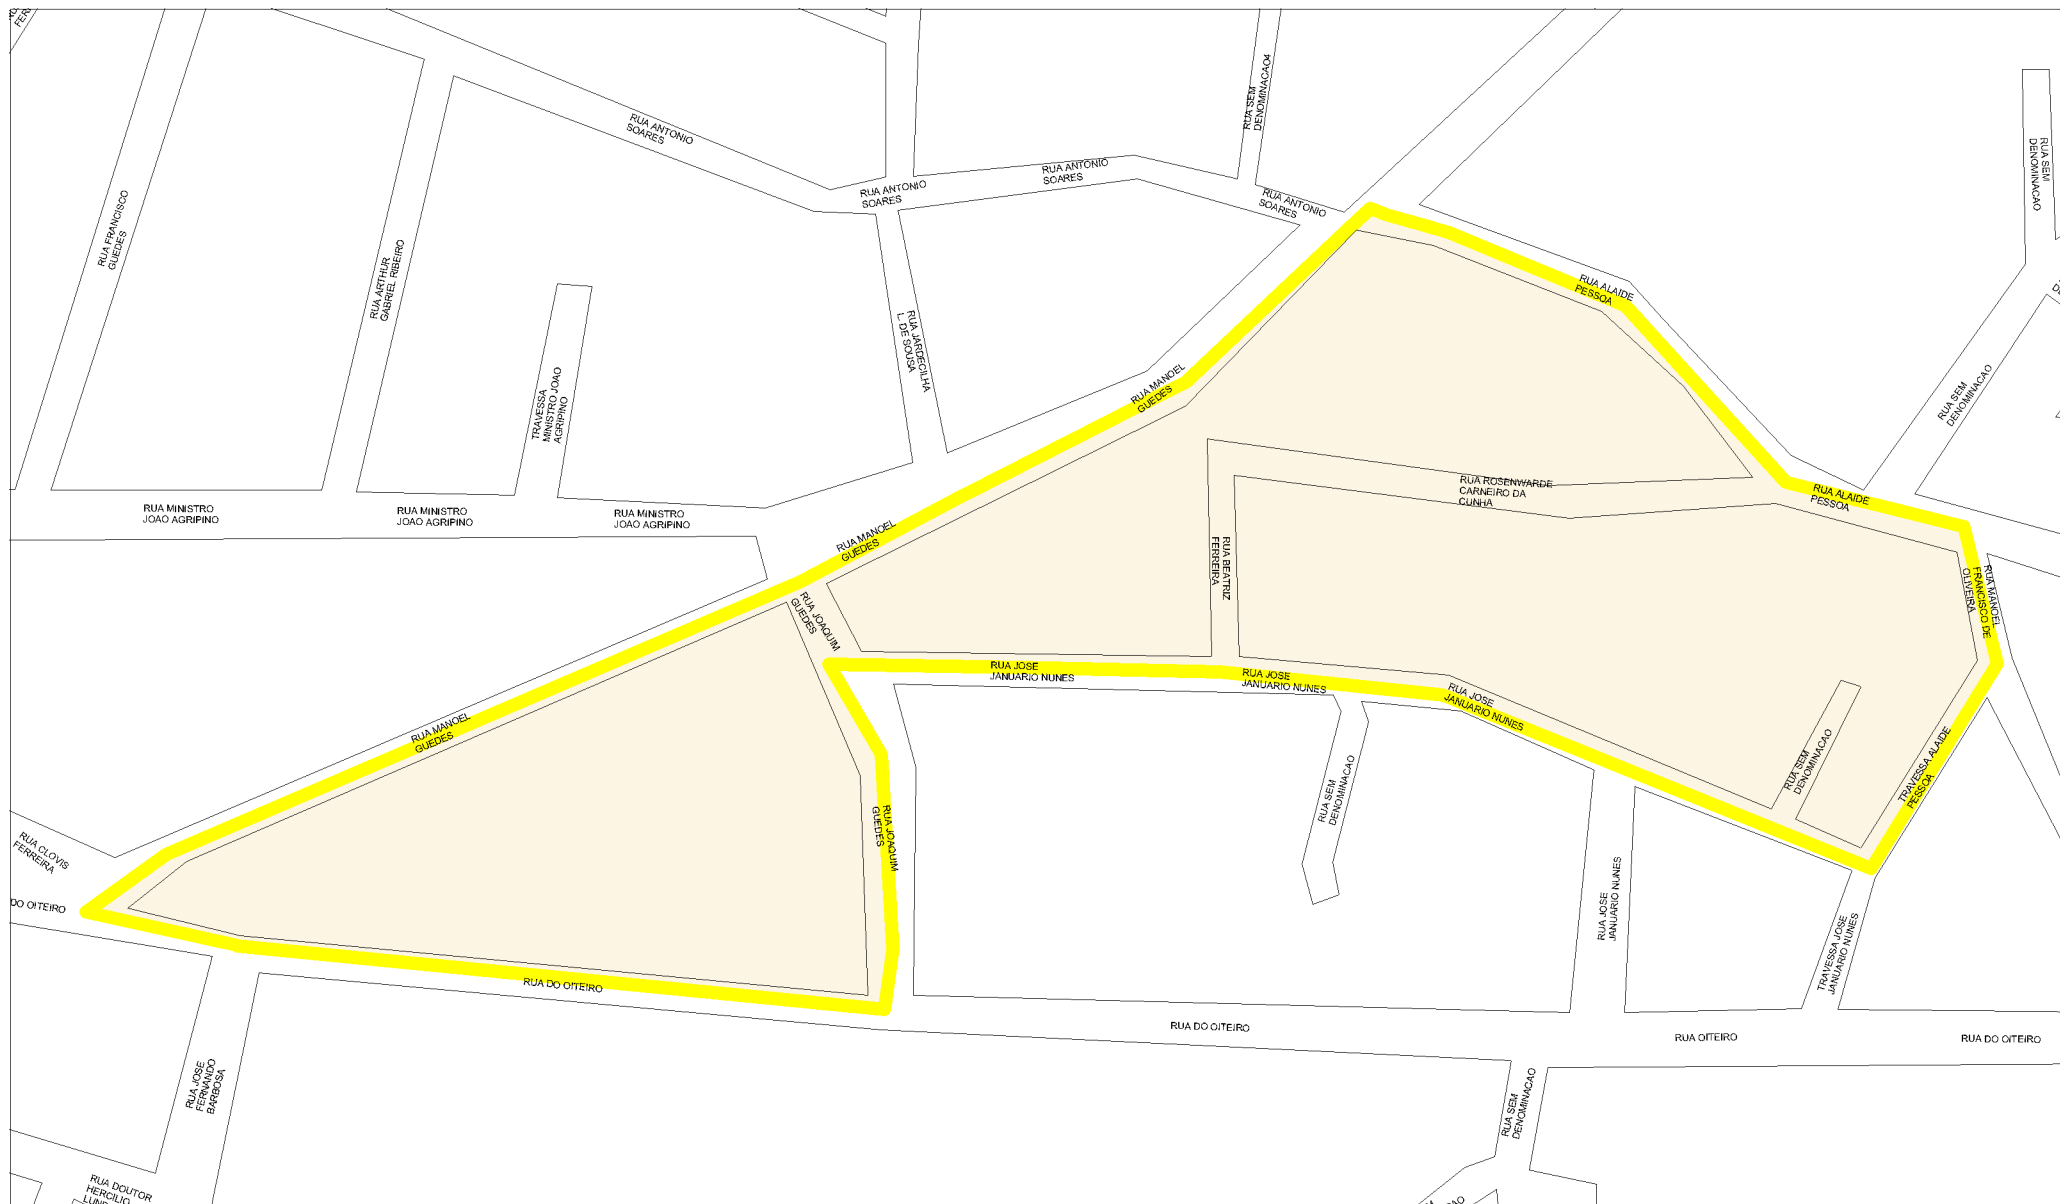 RUA ANTONIO
SOARES
RUA ANTONIO
SOARES
RUA ANTONIO
SOARES
RUA ANTONIO
SOARES
RUA SEM
DENOMINACAO4
RUA SEM
DENOMINACAO
RUA FRANCISCO
GUEDES
RUA ARTHUR
GABRIEL RIBEIRO
TRAVESSA
MINISTRO JOAO
AGRIPINO
RUA JARDECILHA
L. DE SOUSA
RUA ALAIDE
PESSOA
RUA MANOEL
GUEDES
RUA SEM
DENOMINACAO
RUA MINISTRO
JOAO AGRIPINO
RUA MINISTRO
JOAO AGRIPINO
RUA MINISTRO
JOAO AGRIPINO
RUA MANOEL
GUEDES
RUA ROSENWARDE
CARNEIRO DA
CUNHA
RUA ALAIDE
PESSOA
RUA BEATRIZ
FERREIRA
RUA MANOEL
FRANCISCO DE
OLIVEIRA
RUA JOAQUIM
GUEDES
RUA JOSE
JANUARIO NUNES
RUA JOSE
JANUARIO NUNES
RUA JOSE
JANUARIO NUNES
RUA MANOEL
GUEDES
RUA SEM
DENOMINACAO
RUA SEM
DENOMINACAO
TRAVESSA ALAIDE
PESSOA
RUA JOAQUIM
GUEDES
RUA CLOVIS
FERREIRA
DO OITEIRO
RUA JOSE
JANUARIO NUNES
TRAVESSA JOSE
JANUARIO NUNES
RUA DO OITEIRO
RUA DO OITEIRO
RUA OITEIRO
RUA DO OITEIRO
RUA JOSE
FERNANDO
BARBOSA
RUA SEM
DENOMINACAO
RUA DOUTOR
HERCILIO